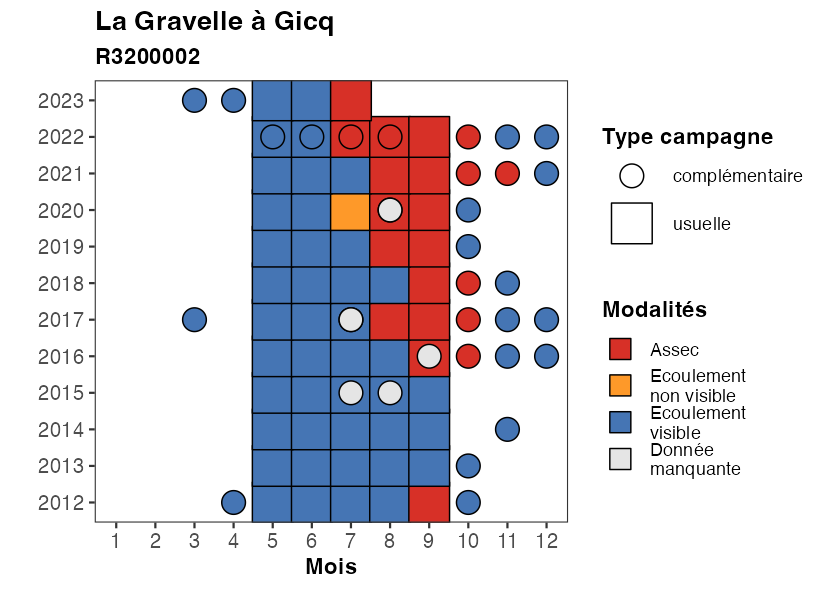 La Gravelle à Gicq
R3200002
2023
2022
2021
2020
2019
2018
2017
2016
2015
2014
2013
2012
1 2 3 4 5 6 7 8 9 10 11 12
Mois
Type campagne
complémentaire
usuelle
Modalités
Assec
Ecoulement
non visible
Ecoulement
visible
Donnée
manquante